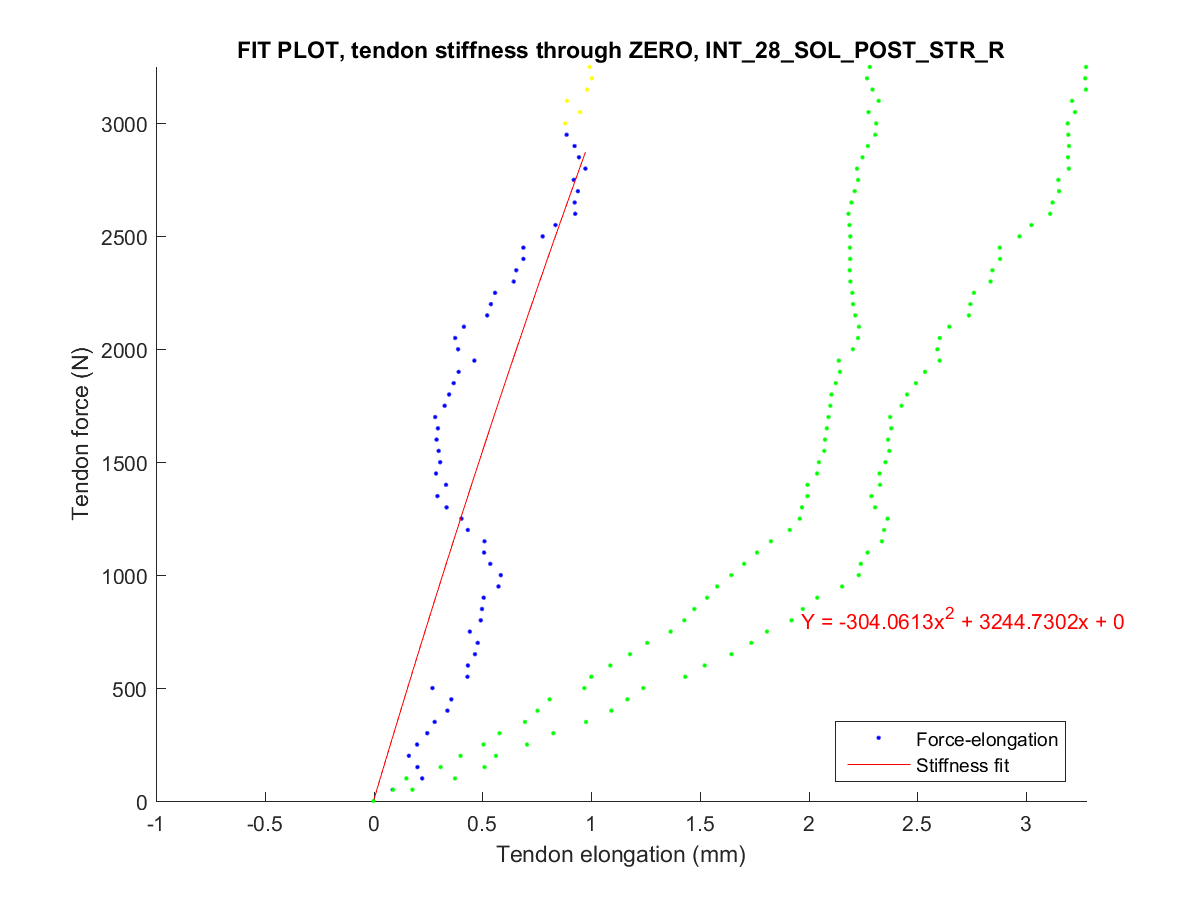 FIT PLOT, tendon stiffness through ZERO, INT_28_SOL_POST_STR_R
3000
2500
2000
1500
1000
500
0
Tendon force (N)
Y = -304.0613x² + 3244.7302x + 0
Force-elongation
Stiffness fit
-1 -0.5 0 0.5 1 1.5 2 2.5 3
Tendon elongation (mm)